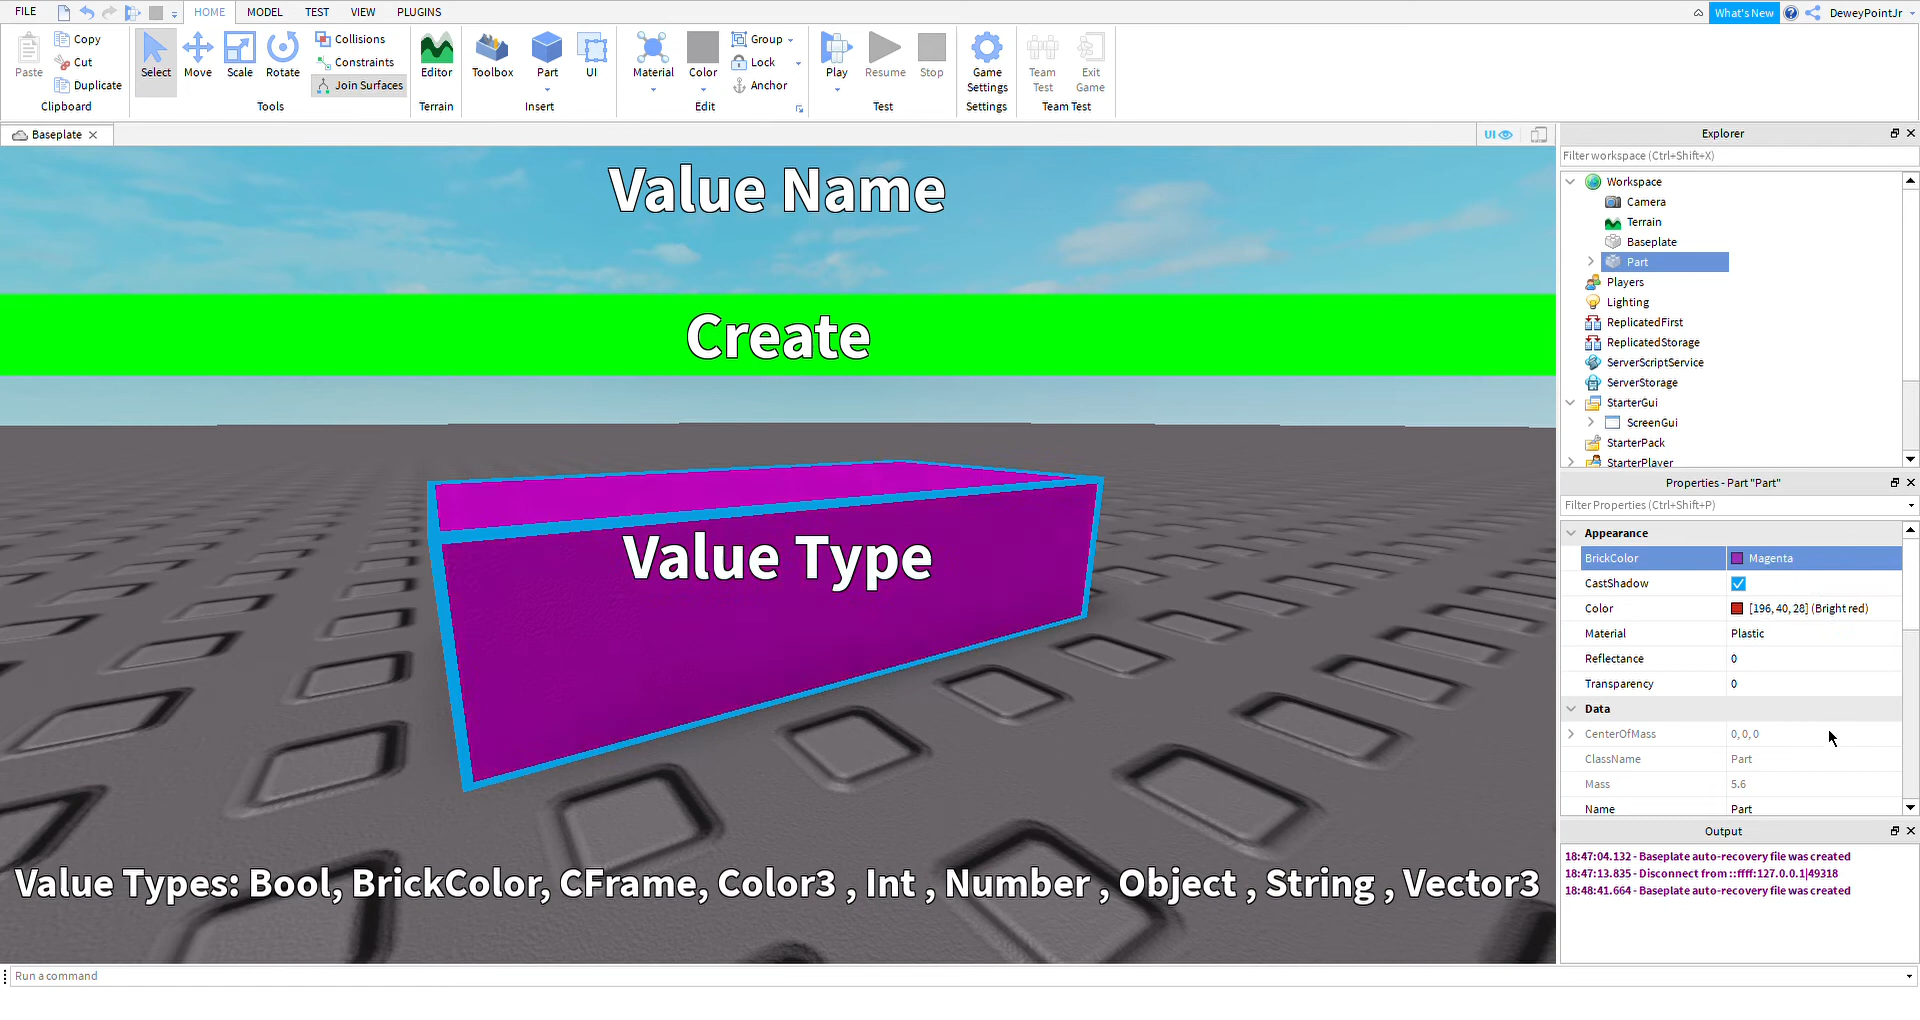 FILE HOME MODEL TEST VIEW PLUGINS What's New DeweyPointJr
Paste Copy Cut Duplicate Clipboard
Select Move Scale Rotate Collisions Constraints Join Surfaces Tools
Editor Terrain
Toolbox Part UI Insert
Material Color Group Lock Anchor Edit
Play Resume Stop Test
Game Settings Settings
Team Test Exit Game Team Test
Baseplate
UI
Value Name
Create
Value Type
Value Types: Bool, BrickColor, CFrame, Color3 , Int , Number , Object , String , Vector3
Run a command
Explorer
Filter workspace (Ctrl+Shift+X)
Workspace
Camera
Terrain
Baseplate
Part
Players
Lighting
ReplicatedFirst
ReplicatedStorage
ServerScriptService
ServerStorage
StarterGui
ScreenGui
StarterPack
StarterPlayer
Properties - Part "Part"
Filter Properties (Ctrl+Shift+P)
Appearance
BrickColor Magenta
CastShadow
Color [196, 40, 28] (Bright red)
Material Plastic
Reflectance 0
Transparency 0
Data
CenterOfMass 0, 0, 0
ClassName Part
Mass 5.6
Name Part
Output
18:47:04.132 - Baseplate auto-recovery file was created
18:47:13.835 - Disconnect from ::ffff:127.0.0.1|49318
18:48:41.664 - Baseplate auto-recovery file was created